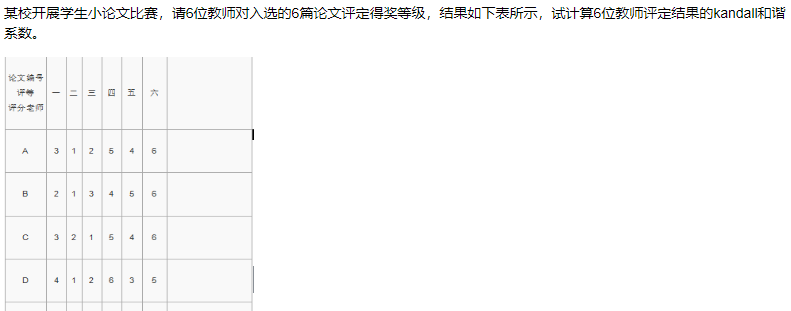 某校开展学生小论文比赛，请6位教师对入选的6篇论文评定得奖等级，结果如下表所示，试计算6位教师评定结果的kandall和谐
系数。
论文编号
评等 一 二 三 四 五 六
评分老师
A 3 1 2 5 4 6
B 2 1 3 4 5 6
C 3 2 1 5 4 6
D 4 1 2 6 3 5